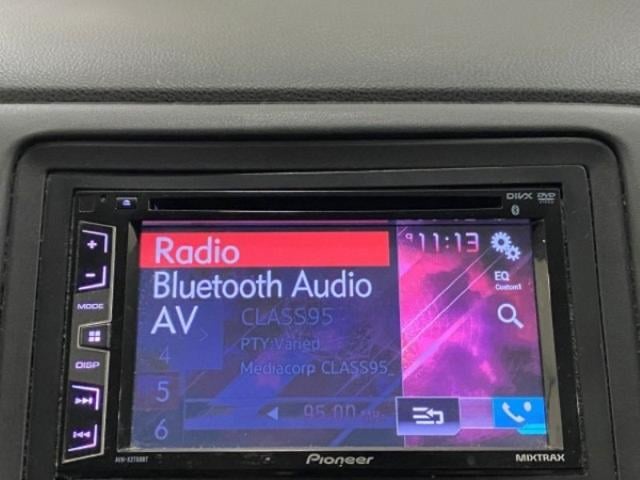 DIVX DVD
Radio
11:13
Bluetooth Audio
EQ
Custom1
AV
CLASS95
MODE
PTY:Varied
4
DISP
Mediacorp CLASS95
5
95.00
6
Pioneer
MIXTRAX